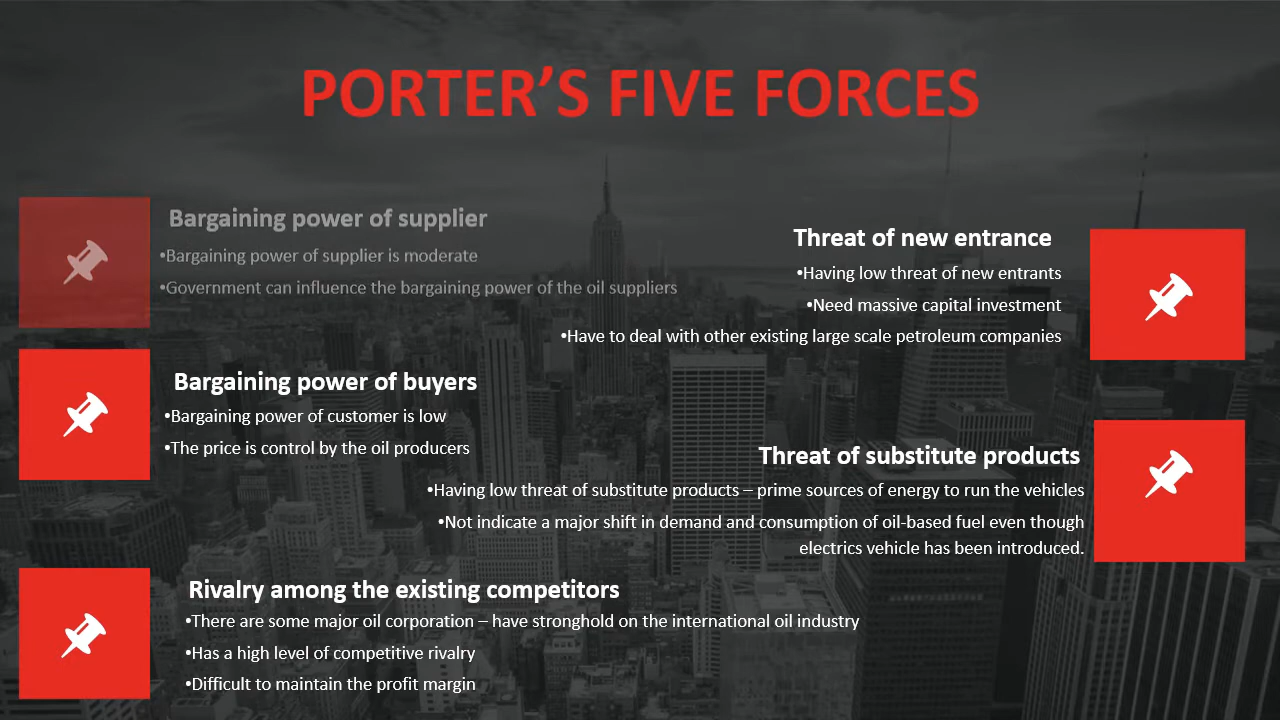 PORTER’S FIVE FORCES
Bargaining power of supplier
•Bargaining power of supplier is moderate
•Government can influence the bargaining power of the oil suppliers
Bargaining power of buyers
•Bargaining power of customer is low
•The price is control by the oil producers
Rivalry among the existing competitors
•There are some major oil corporation – have stronghold on the international oil industry
•Has a high level of competitive rivalry
•Difficult to maintain the profit margin
Threat of new entrance
•Having low threat of new entrants
•Need massive capital investment
•Have to deal with other existing large scale petroleum companies
Threat of substitute products
•Having low threat of substitute products – prime sources of energy to run the vehicles
•Not indicate a major shift in demand and consumption of oil-based fuel even though
electrics vehicle has been introduced.